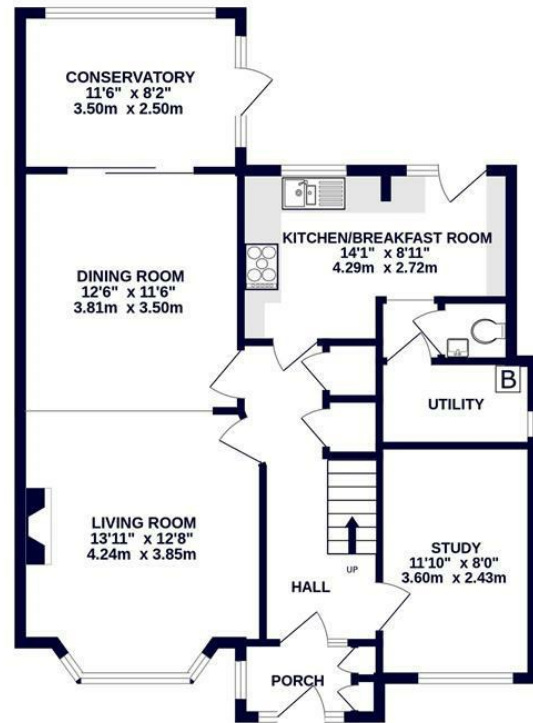 CONSERVATORY
11'6" x 8'2"
3.50m x 2.50m
KITCHEN/BREAKFAST ROOM
14'1" x 8'11"
4.29m x 2.72m
DINING ROOM
12'6" x 11'6"
3.81m x 3.50m
B
UTILITY
LIVING ROOM
13'11" x 12'8"
4.24m x 3.85m
STUDY
11'10" x 8'0"
3.60m x 2.43m
UP
HALL
PORCH